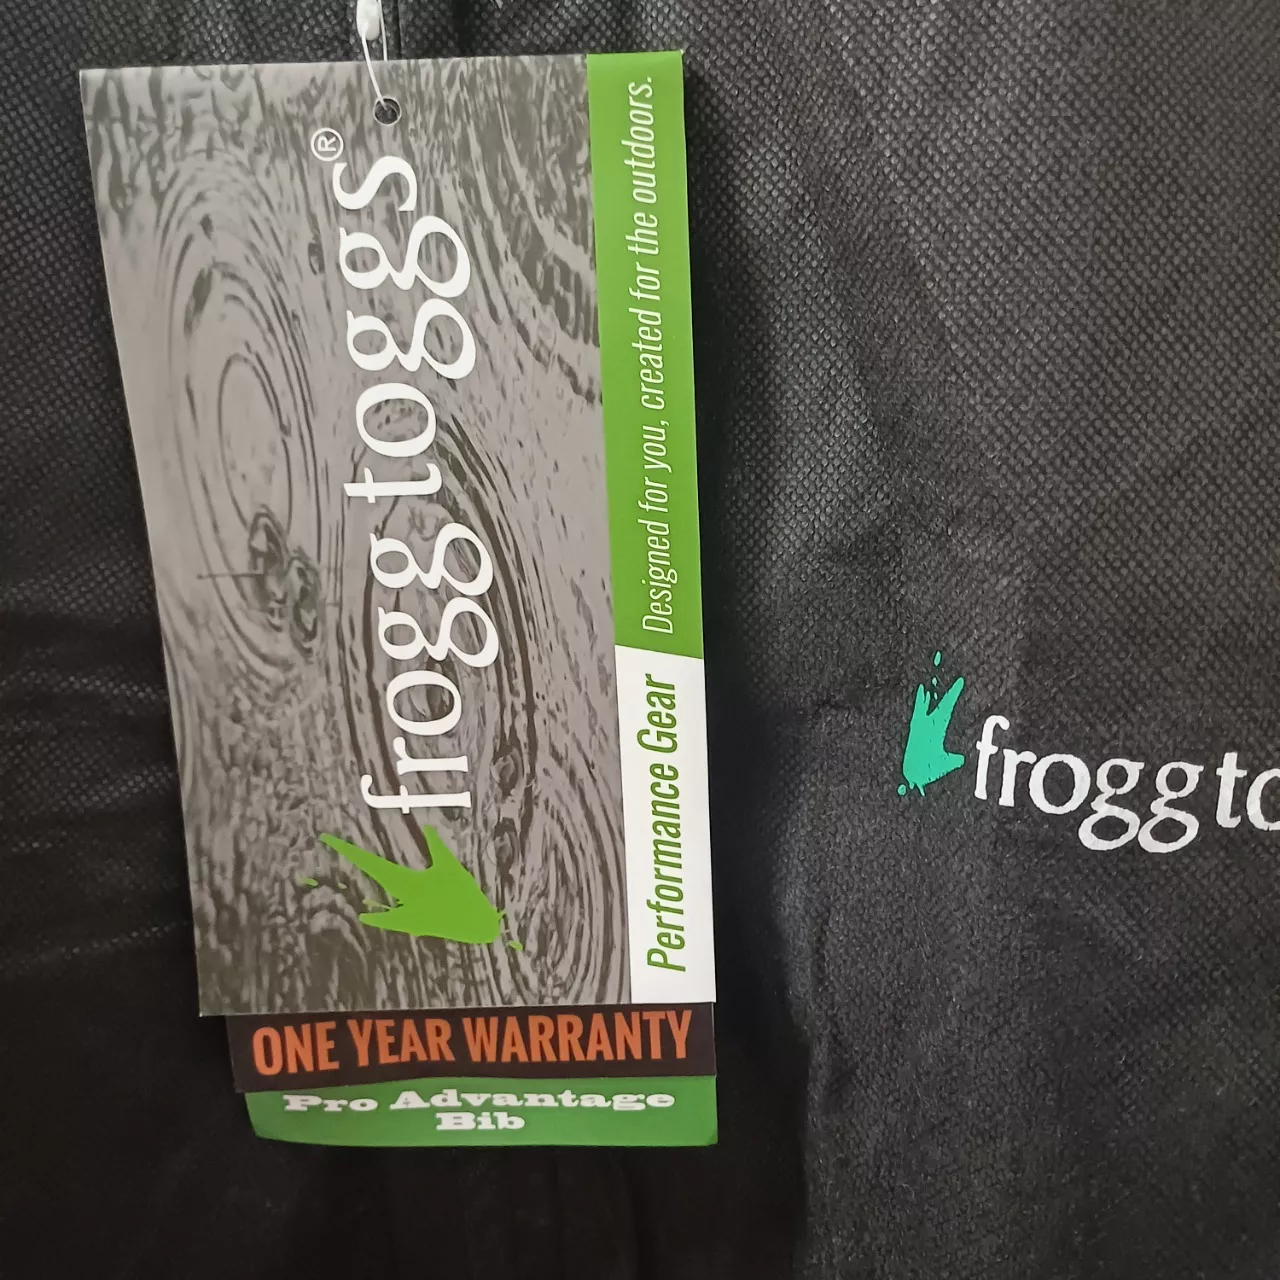 frogg toggs®
Performance Gear Designed for you, created for the outdoors.
ONE YEAR WARRANTY
Pro Advantage
Bib
frogg to